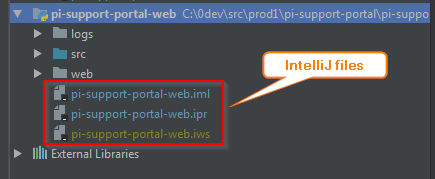 pi-support-portal-web C:\0dev\src\prod1\pi-support-portal\pi-suppo
logs
src
web
IntelliJ files
pi-support-portal-web.iml
pi-support-portal-web.ipr
pi-support-portal-web.iws
External Libraries